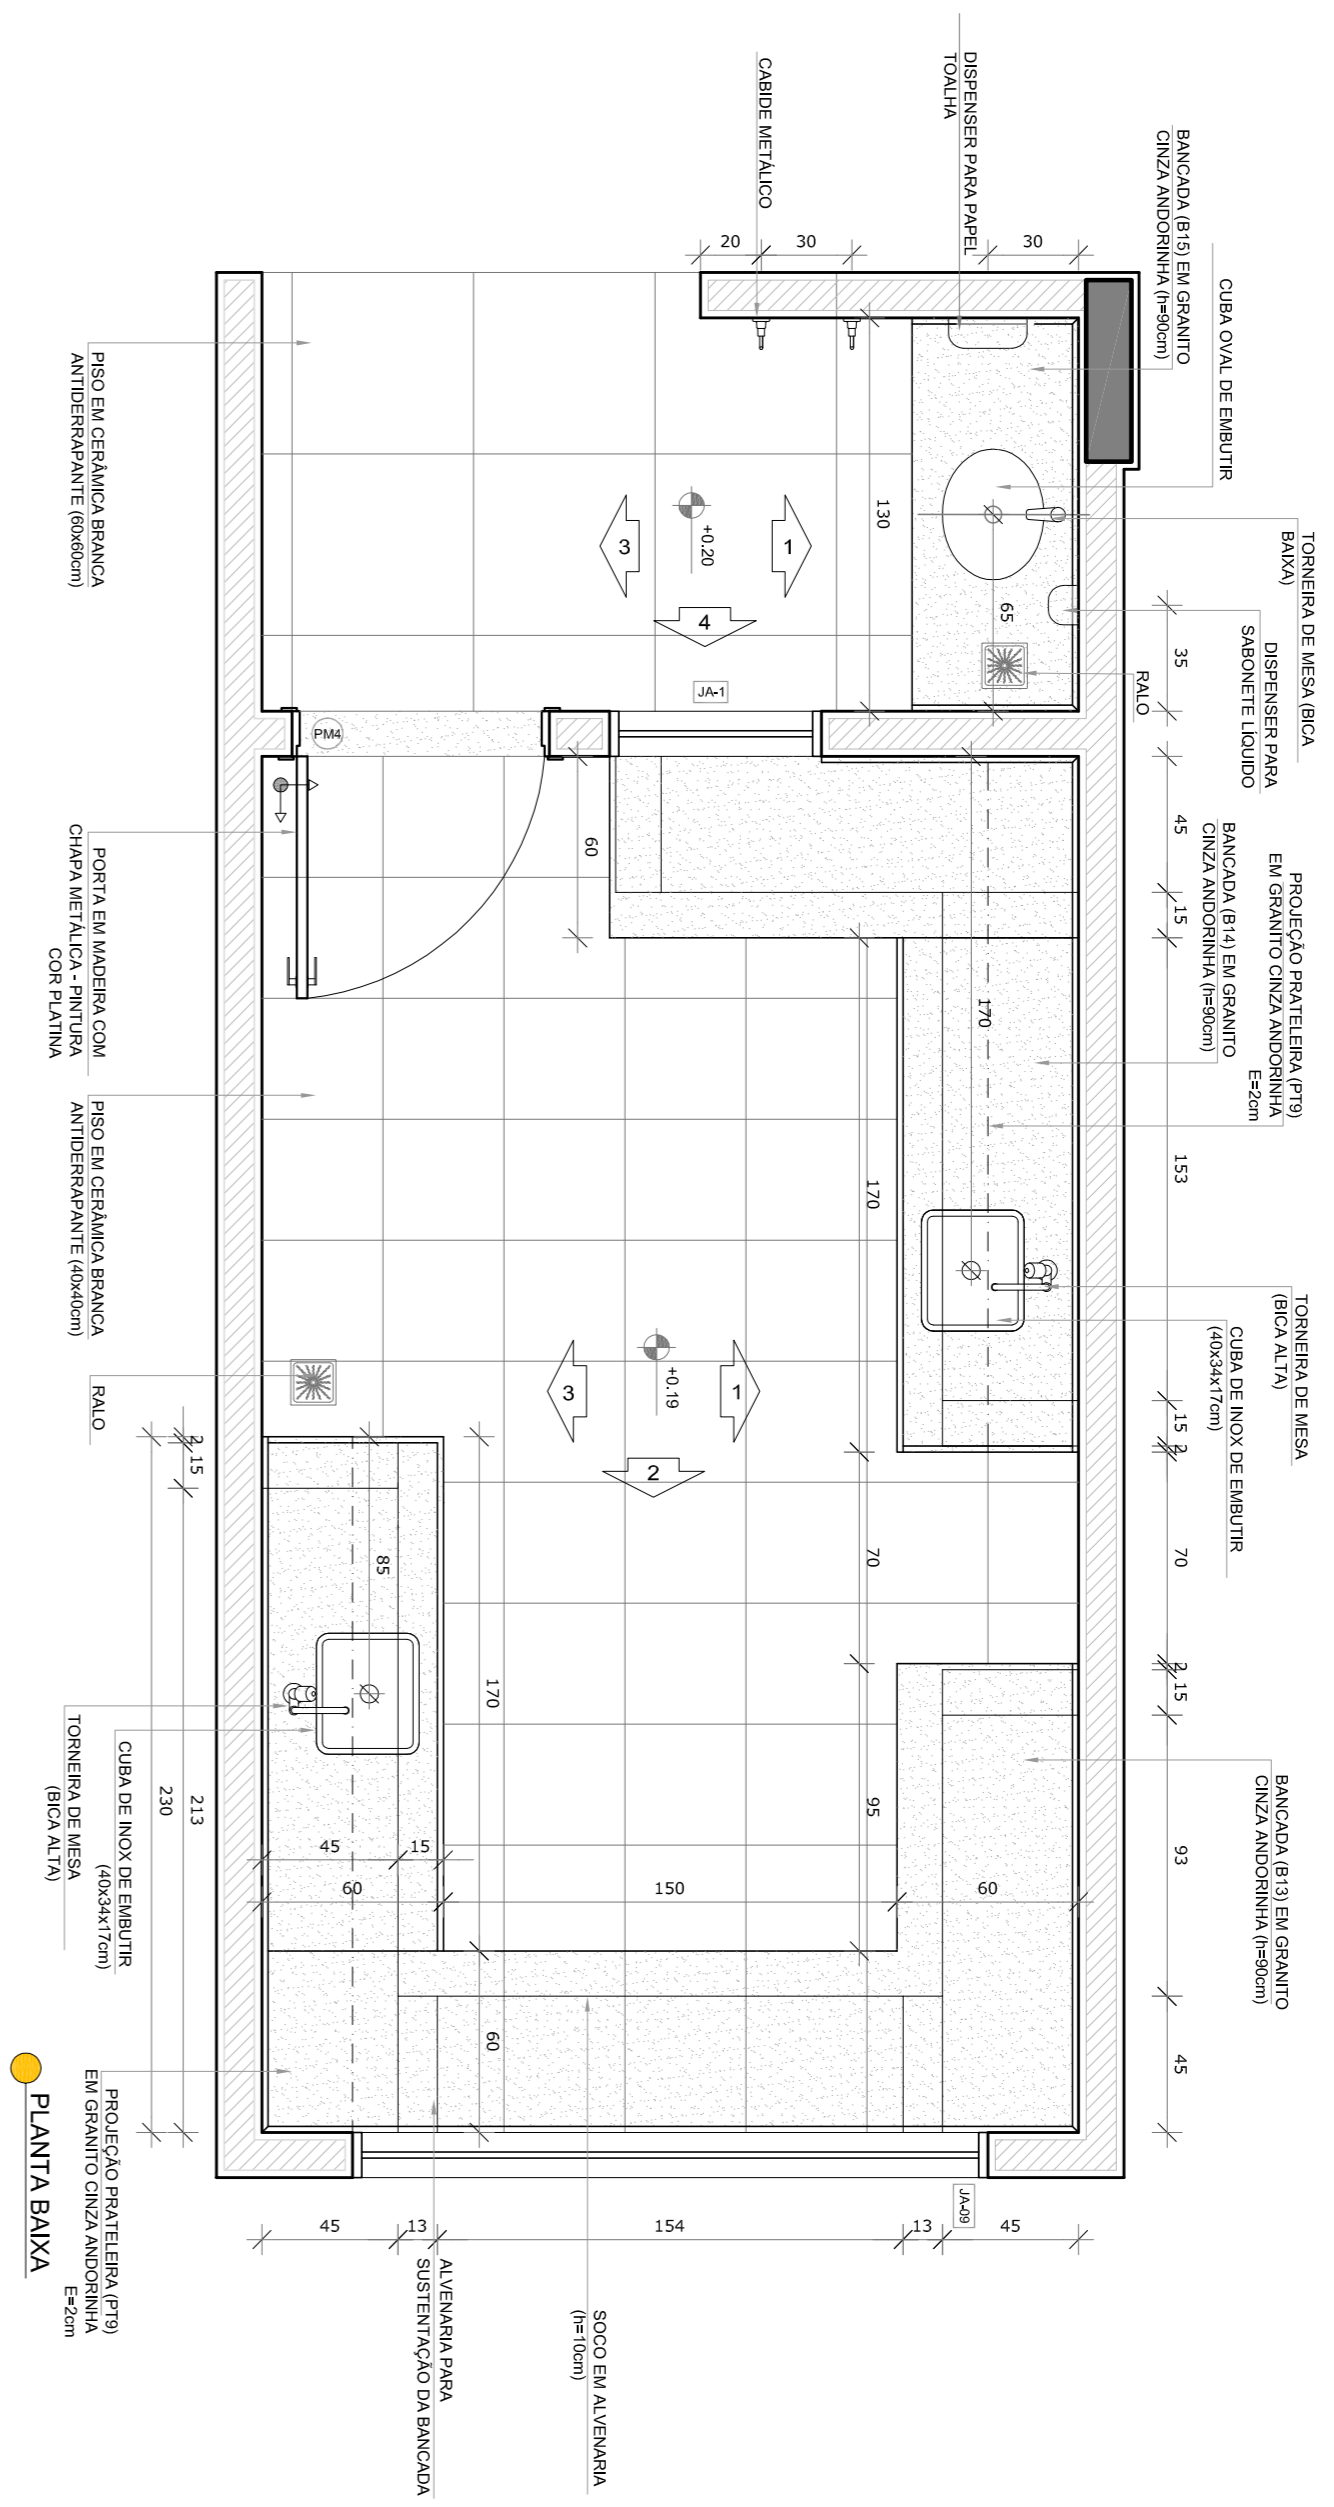 DISPENSER PARA PAPEL
TOALHA
CABIDE METÁLICO
BANCADA (B15) EM GRANITO
CINZA ANDORINHA (h=90cm)
CUBA OVAL DE EMBUTIR
TORNEIRA DE MESA (BICA
BAIXA)
DISPENSER PARA
SABONETE LÍQUIDO
RALO
20
30
30
130
65
35
+0.20
1
3
4
JA-1
PM4
PISO EM CERÂMICA BRANCA
ANTIDERRAPANTE (60x60cm)
PORTA EM MADEIRA COM
CHAPA METÁLICA - PINTURA
COR PLATINA
PISO EM CERÂMICA BRANCA
ANTIDERRAPANTE (40x40cm)
RALO
BANCADA (B14) EM GRANITO
CINZA ANDORINHA (h=90cm)
PROJEÇÃO PRATELEIRA (PT9)
EM GRANITO CINZA ANDORINHA
E=2cm
TORNEIRA DE MESA
(BICA ALTA)
CUBA DE INOX DE EMBUTIR
(40x34x17cm)
BANCADA (B13) EM GRANITO
CINZA ANDORINHA (h=90cm)
45
15
153
15
2
70
2
15
93
45
60
170
170
70
95
+0.19
1
3
2
2
15
213
230
85
170
60
45
15
60
150
60
45
13
154
13
45
JA-09
TORNEIRA DE MESA
(BICA ALTA)
CUBA DE INOX DE EMBUTIR
(40x34x17cm)
PROJEÇÃO PRATELEIRA (PT9)
EM GRANITO CINZA ANDORINHA
E=2cm
ALVENARIA PARA
SUSTENTAÇÃO DA BANCADA
SOCO EM ALVENARIA
(h=10cm)
PLANTA BAIXA